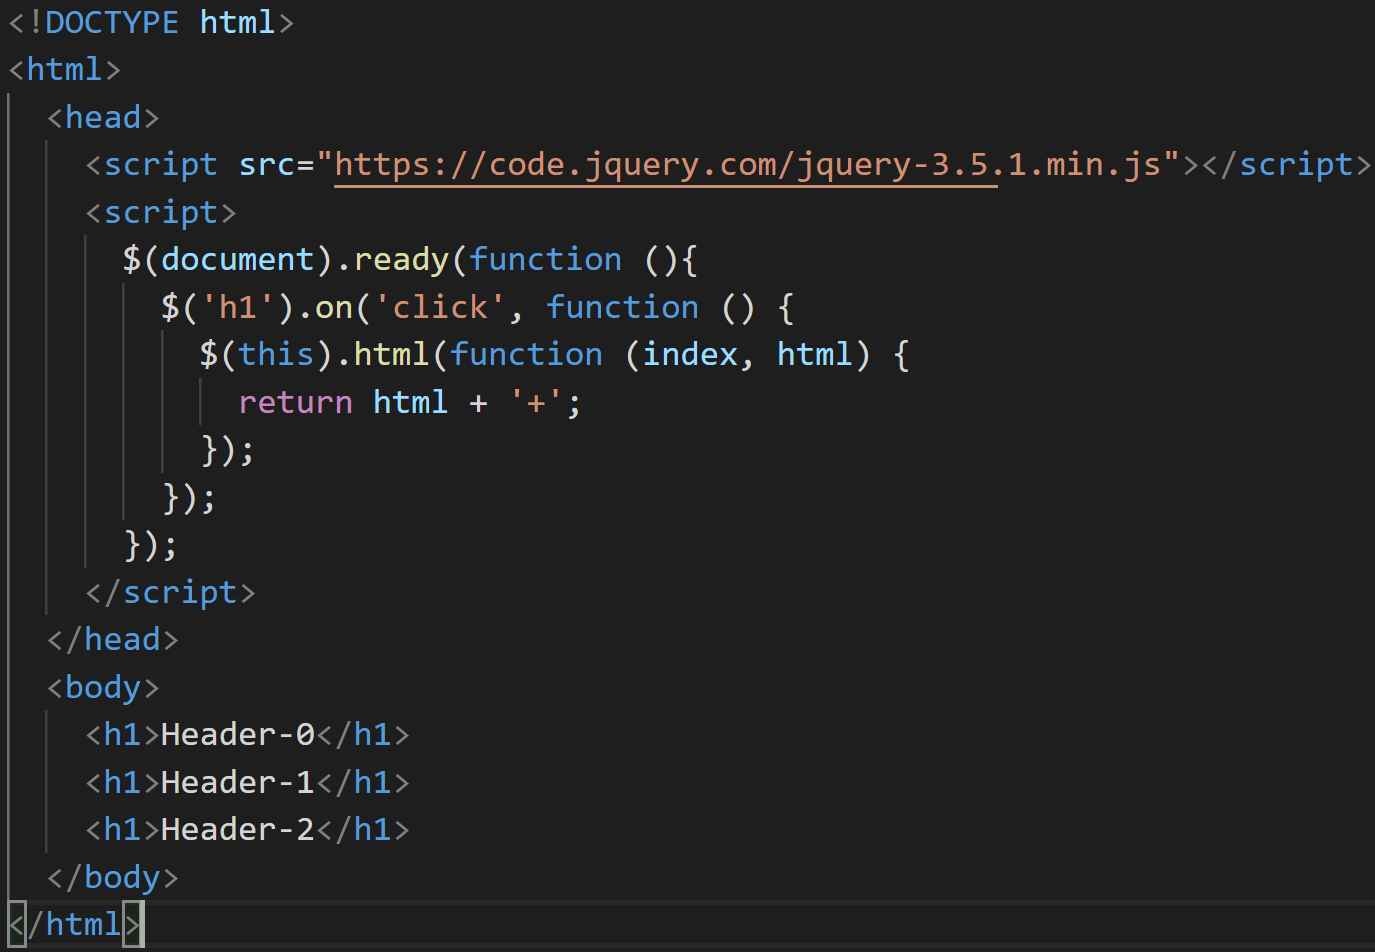 <!DOCTYPE html>
<html>
  <head>
    <script src="https://code.jquery.com/jquery-3.5.1.min.js"></script>
    <script>
      $(document).ready(function (){
        $('h1').on('click', function () {
          $(this).html(function (index, html) {
            return html + '+';
          });
        });
      });
    </script>
  </head>
  <body>
    <h1>Header-0</h1>
    <h1>Header-1</h1>
    <h1>Header-2</h1>
  </body>
</html>